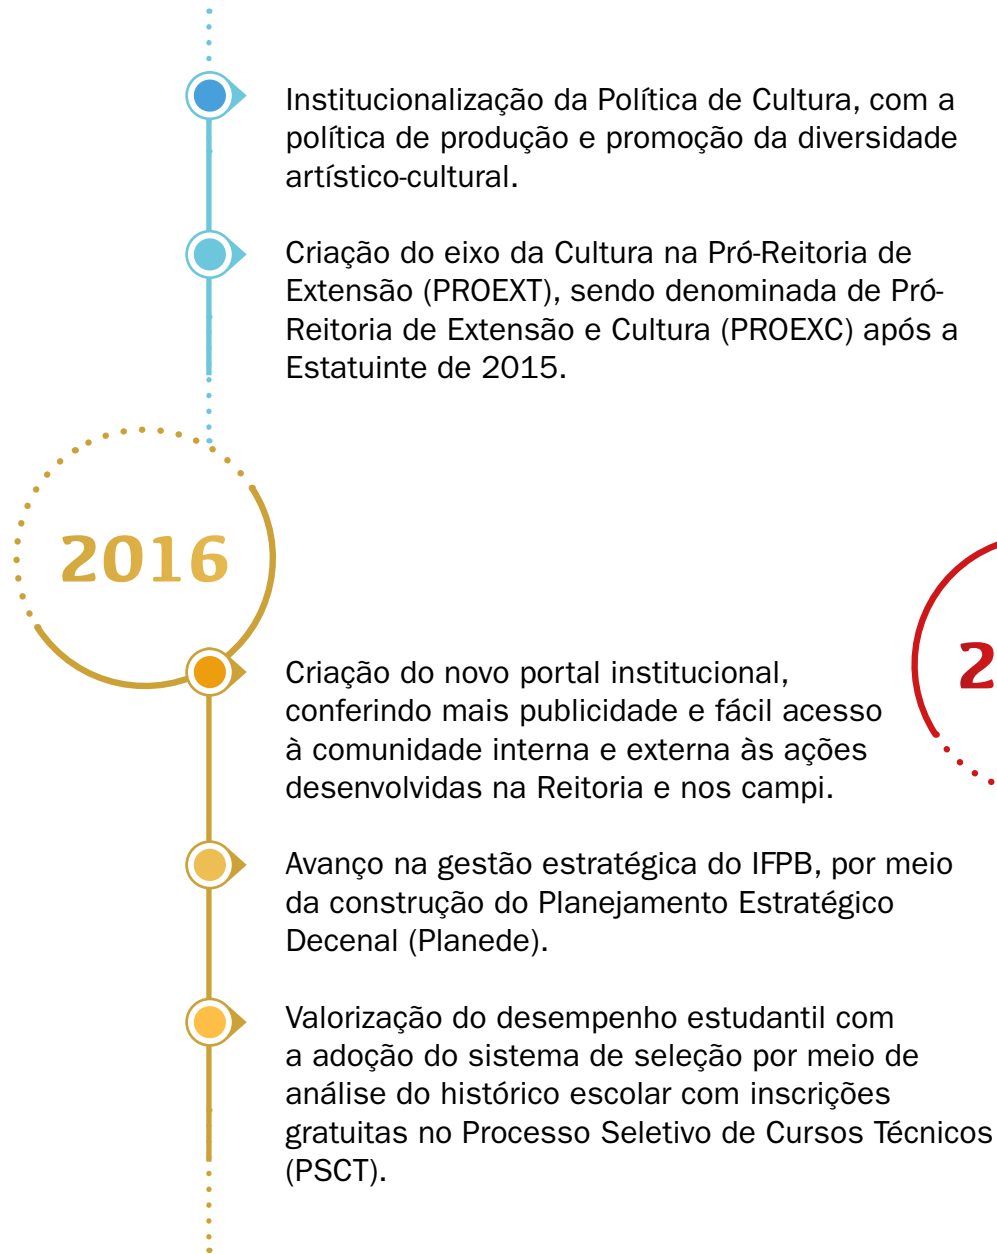 Institucionalização da Política de Cultura, com a
política de produção e promoção da diversidade
artístico-cultural.
Criação do eixo da Cultura na Pró-Reitoria de
Extensão (PROEXT), sendo denominada de Pró-
Reitoria de Extensão e Cultura (PROEXC) após a
Estatuinte de 2015.
2016
2
Criação do novo portal institucional,
conferindo mais publicidade e fácil acesso
à comunidade interna e externa às ações
desenvolvidas na Reitoria e nos campi.
Avanço na gestão estratégica do IFPB, por meio
da construção do Planejamento Estratégico
Decenal (Planede).
Valorização do desempenho estudantil com
a adoção do sistema de seleção por meio de
análise do histórico escolar com inscrições
gratuitas no Processo Seletivo de Cursos Técnicos
(PSCT).